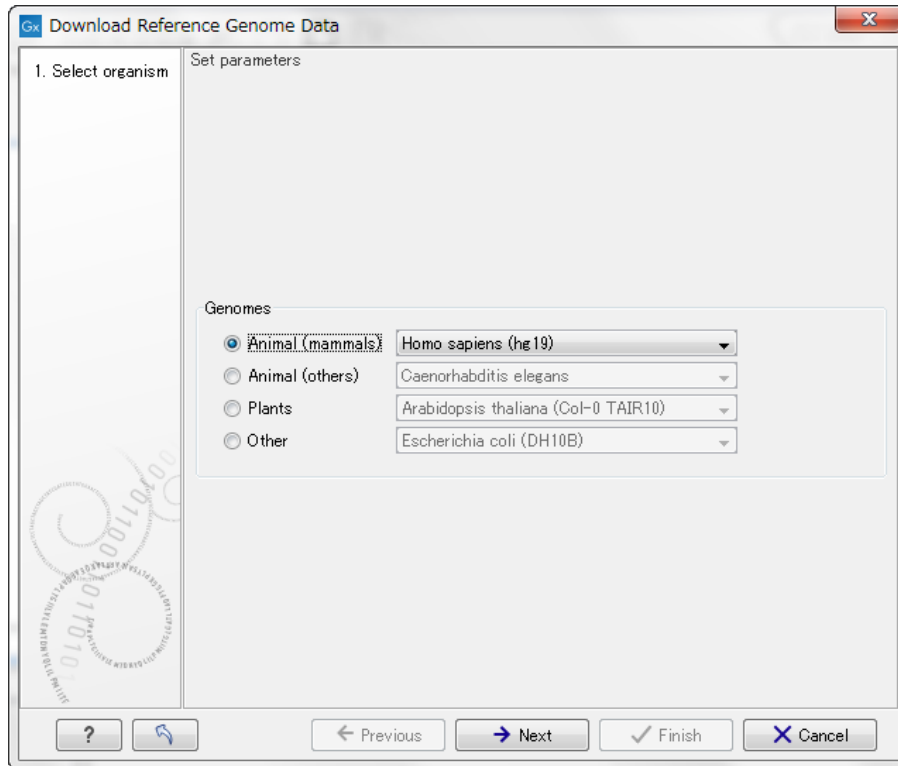 Gx Download Reference Genome Data
X
1. Select organism
Set parameters
Genomes
Animal (mammals) Homo sapiens (hg19)
Animal (others) Caenorhabditis elegans
Plants Arabidopsis thaliana (Col-0 TAIR10)
Other Escherichia coli (DH10B)
? Previous Next Finish Cancel